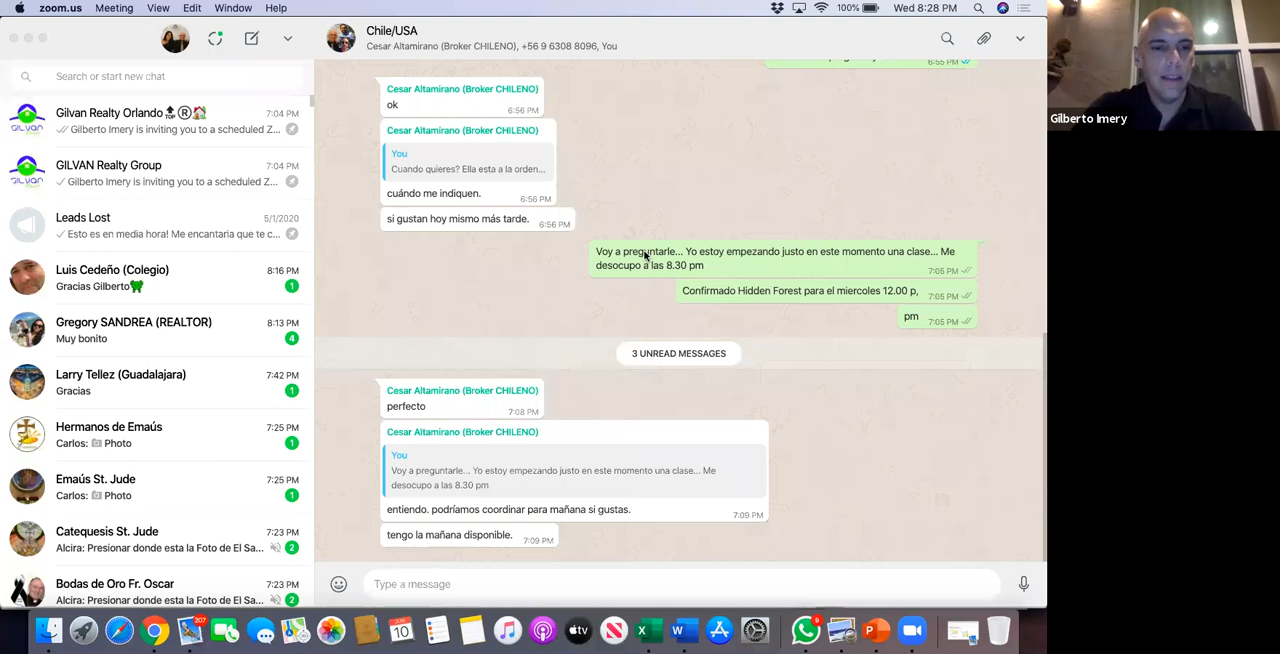 zoom.us Meeting View Edit Window Help
100% Wed 8:28 PM
Search or start new chat
Gilvan Realty Orlando 7:04 PM
Gilberto Imery is inviting you to a scheduled Z...
GILVAN Realty Group 7:04 PM
Gilberto Imery is inviting you to a scheduled Z...
Leads Lost 5/1/2020
Esto es en media hora! Me encantaria que te c...
Luis Cedeño (Colegio) 8:16 PM
Gracias Gilberto 1
Gregory SANDREA (REALTOR) 8:13 PM
Muy bonito 4
Larry Tellez (Guadalajara) 7:42 PM
Gracias 1
Hermanos de Emaús 7:25 PM
Carlos: Photo 1
Emaús St. Jude 7:25 PM
Carlos: Photo 1
Catequesis St. Jude 7:23 PM
Alcira: Presionar donde esta la Foto de El Sa... 2
Bodas de Oro Fr. Oscar 7:23 PM
Alcira: Presionar donde esta la Foto de El Sa... 2
Chile/USA
Cesar Altamirano (Broker CHILENO), +56 9 6308 8096, You
6:55 PM
Cesar Altamirano (Broker CHILENO)
ok
6:56 PM
Cesar Altamirano (Broker CHILENO)
You
Cuando quieres? Ella esta a la orden...
cuándo me indiquen.
6:56 PM
si gustan hoy mismo más tarde. 6:56 PM
Voy a preguntarle... Yo estoy empezando justo en este momento una clase... Me
desocupo a las 8.30 pm
7:05 PM
Confirmado Hidden Forest para el miercoles 12.00 p, 7:05 PM
pm 7:05 PM
3 UNREAD MESSAGES
Cesar Altamirano (Broker CHILENO)
perfecto
7:08 PM
Cesar Altamirano (Broker CHILENO)
You
Voy a preguntarle... Yo estoy empezando justo en este momento una clase... Me
desocupo a las 8.30 pm
entiendo. podríamos coordinar para mañana si gustas.
7:09 PM
tengo la mañana disponible. 7:09 PM
Type a message
Gilberto Imery
207
JUN
10
tv
X
W
9
P